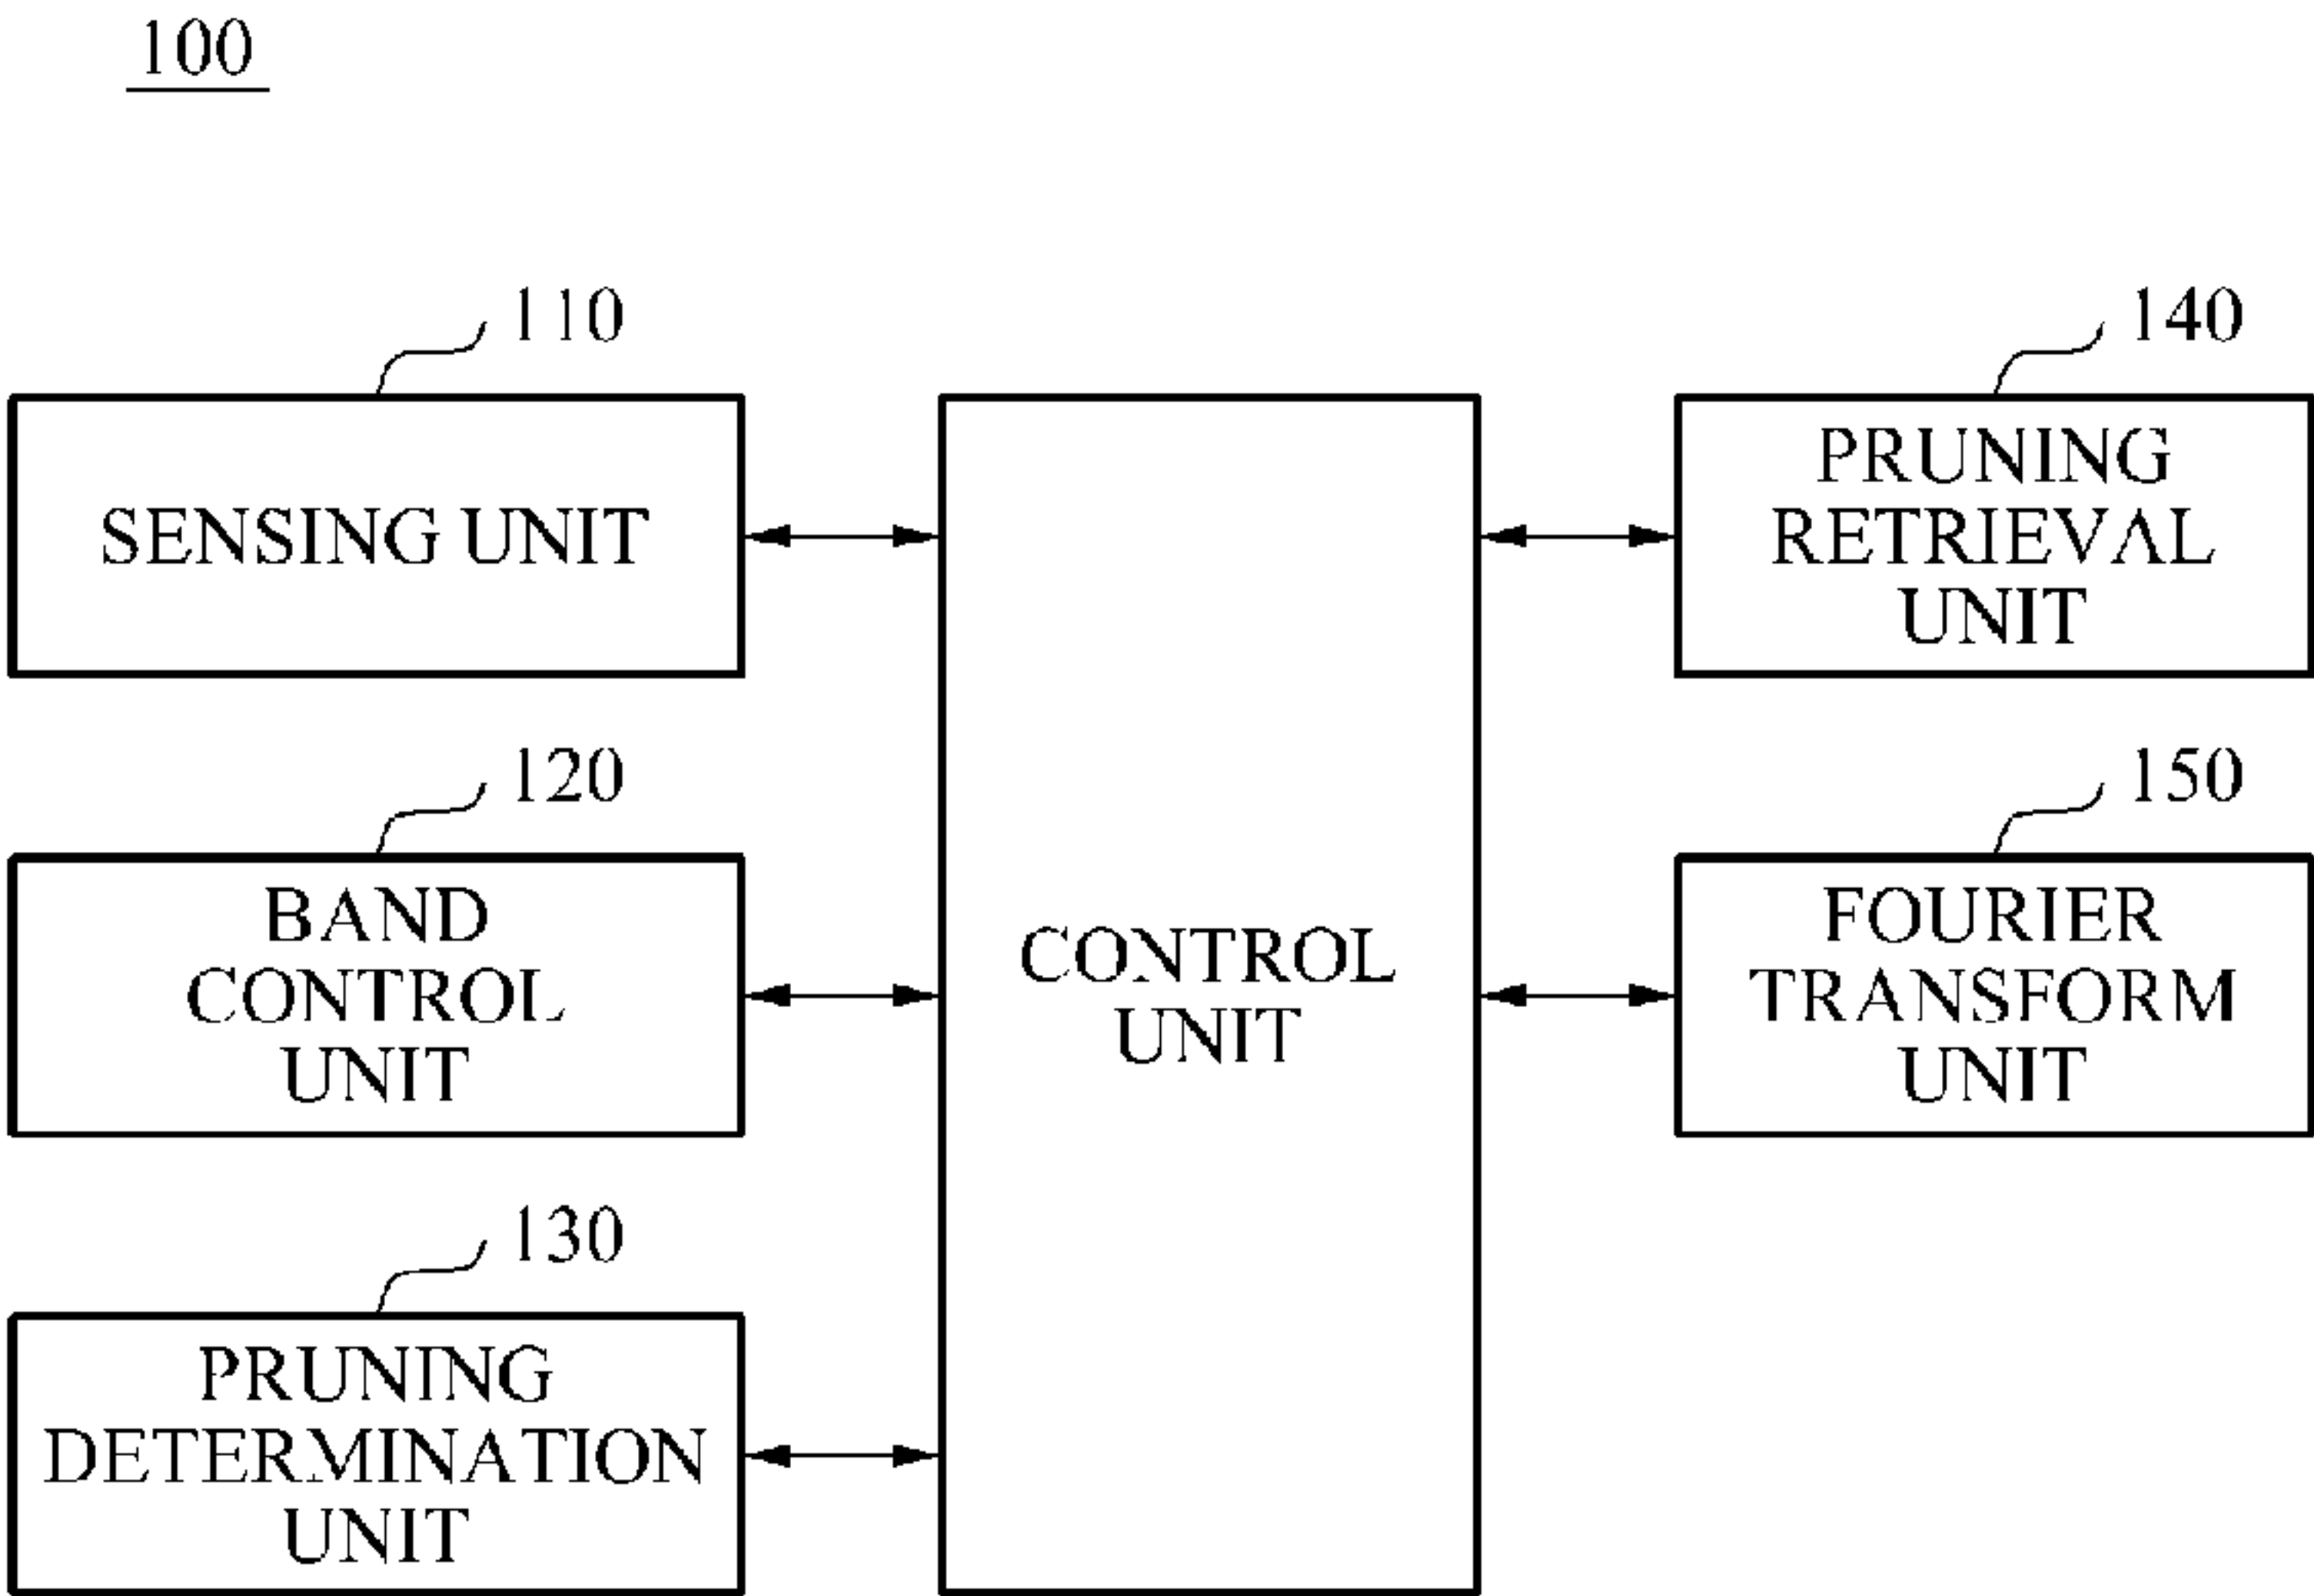 100
110
SENSING UNIT
120
BAND
CONTROL
UNIT
130
PRUNING
DETERMINATION
UNIT
CONTROL
UNIT
140
PRUNING
RETRIEVAL
UNIT
150
FOURIER
TRANSFORM
UNIT